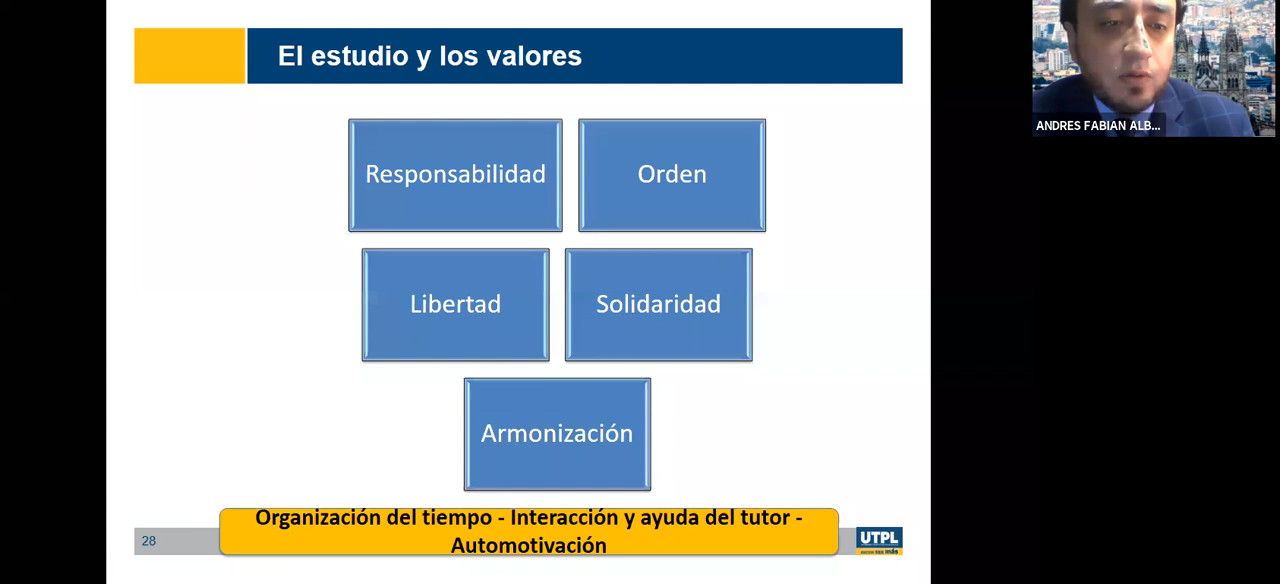 El estudio y los valores
ANDRES FABIAN ALB...
Responsabilidad
Orden
Libertad
Solidaridad
Armonización
Organización del tiempo - Interacción y ayuda del tutor -
Automotivación
28
UTPL